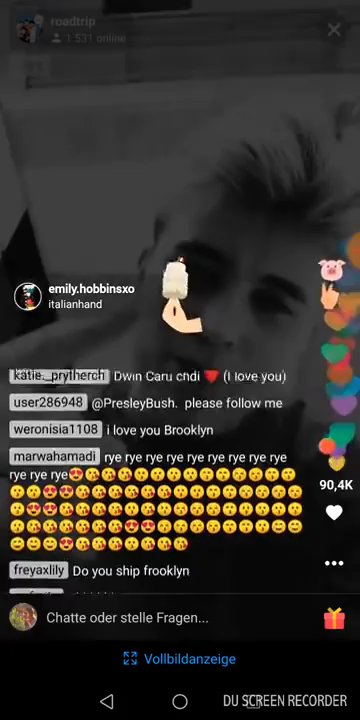 roadtrip
1 531 online
emily.hobbinsxo
italianhand
katie._prytherch Dwin Caru chdi ❤️ (I love you)
user286948 @PresleyBush. please follow me
weronisia1108 i love you Brooklyn
marwahamadi rye rye rye rye rye rye rye rye
rye rye rye
90,4K
freyaxlily Do you ship frooklyn
Chatte oder stelle Fragen...
Vollbildanzeige
DU SCREEN RECORDER